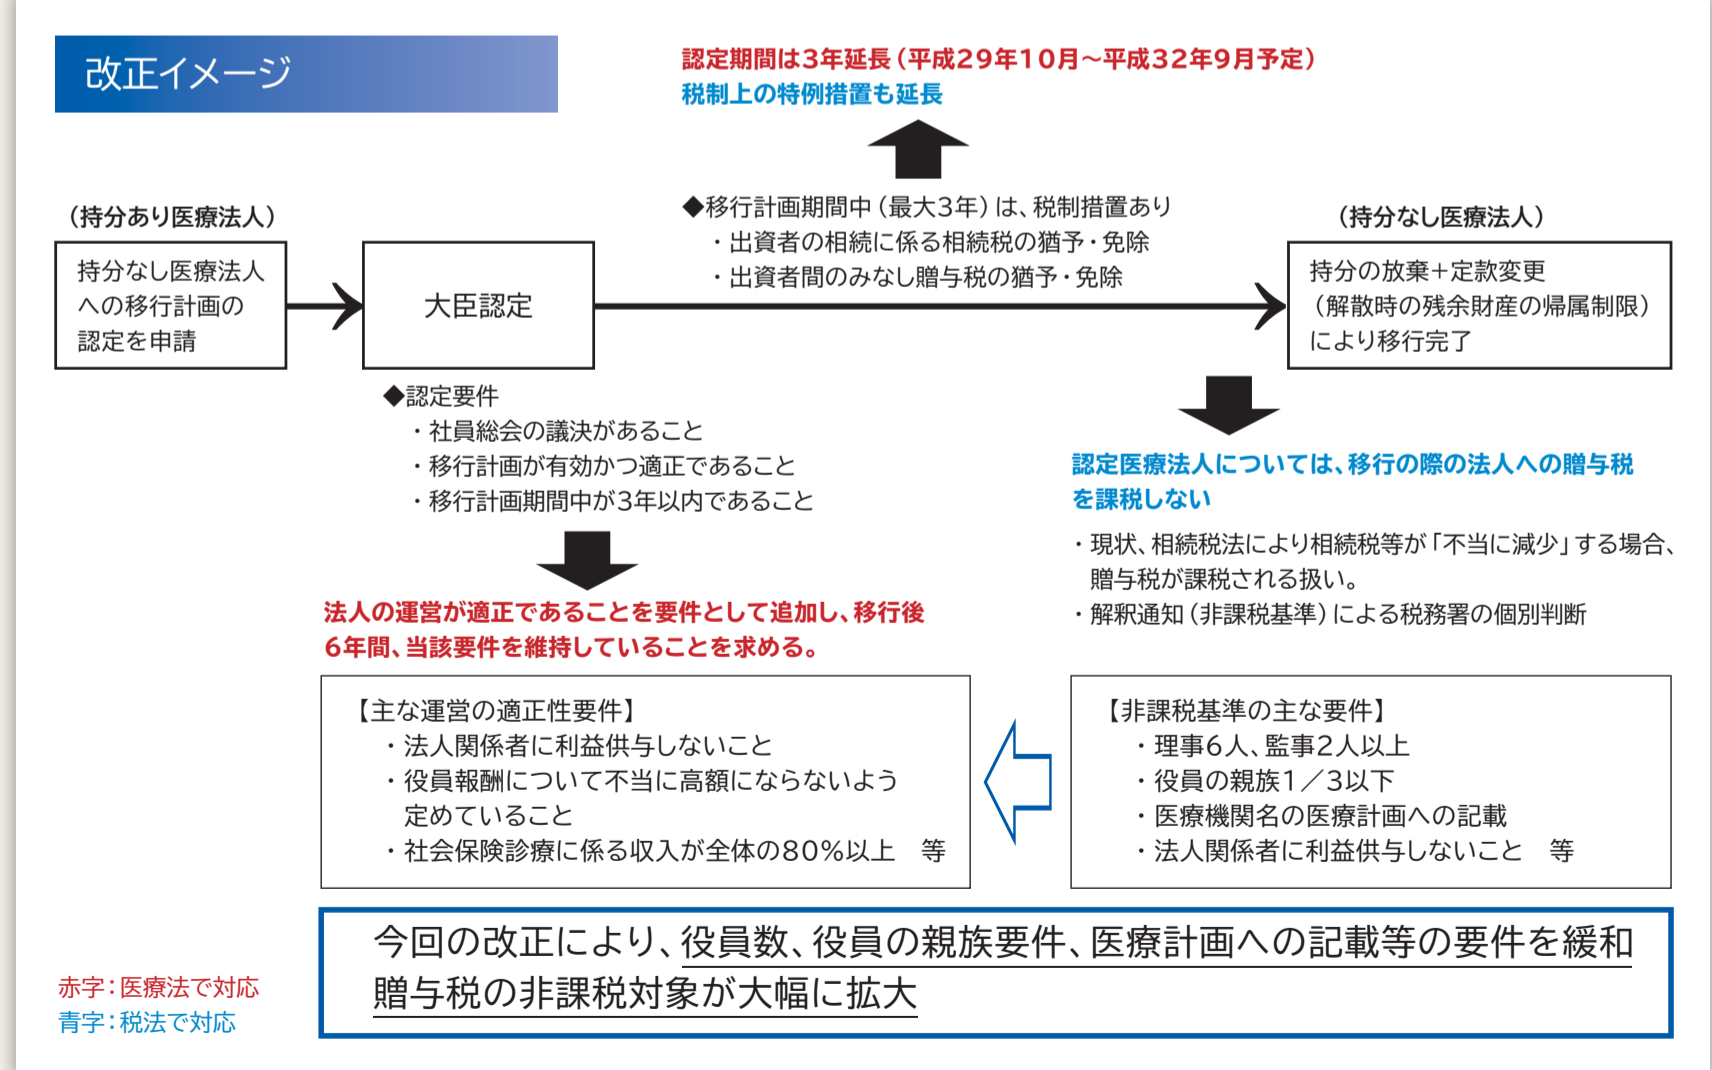 改正イメージ
認定期間は3年延長（平成29年10月～平成32年9月予定）
税制上の特例措置も延長
◆移行計画期間中（最大3年）は、税制措置あり
・出資者の相続に係る相続税の猶予・免除
・出資者間のみなし贈与税の猶予・免除
（持分あり医療法人）
持分なし医療法人
への移行計画の
認定を申請
大臣認定
（持分なし医療法人）
持分の放棄＋定款変更
（解散時の残余財産の帰属制限）
により移行完了
◆認定要件
・社員総会の議決があること
・移行計画が有効かつ適正であること
・移行計画期間中が3年以内であること
法人の運営が適正であることを要件として追加し、移行後
6年間、当該要件を維持していることを求める。
認定医療法人については、移行の際の法人への贈与税
を課税しない
・現状、相続税法により相続税等が「不当に減少」する場合、
贈与税が課税される扱い。
・解釈通知（非課税基準）による税務署の個別判断
【主な運営の適正性要件】
・法人関係者に利益供与しないこと
・役員報酬について不当に高額にならないよう
定めていること
・社会保険診療に係る収入が全体の80％以上　等
【非課税基準の主な要件】
・理事6人、監事2人以上
・役員の親族1／3以下
・医療機関名の医療計画への記載
・法人関係者に利益供与しないこと　等
今回の改正により、役員数、役員の親族要件、医療計画への記載等の要件を緩和
贈与税の非課税対象が大幅に拡大
赤字：医療法で対応
青字：税法で対応